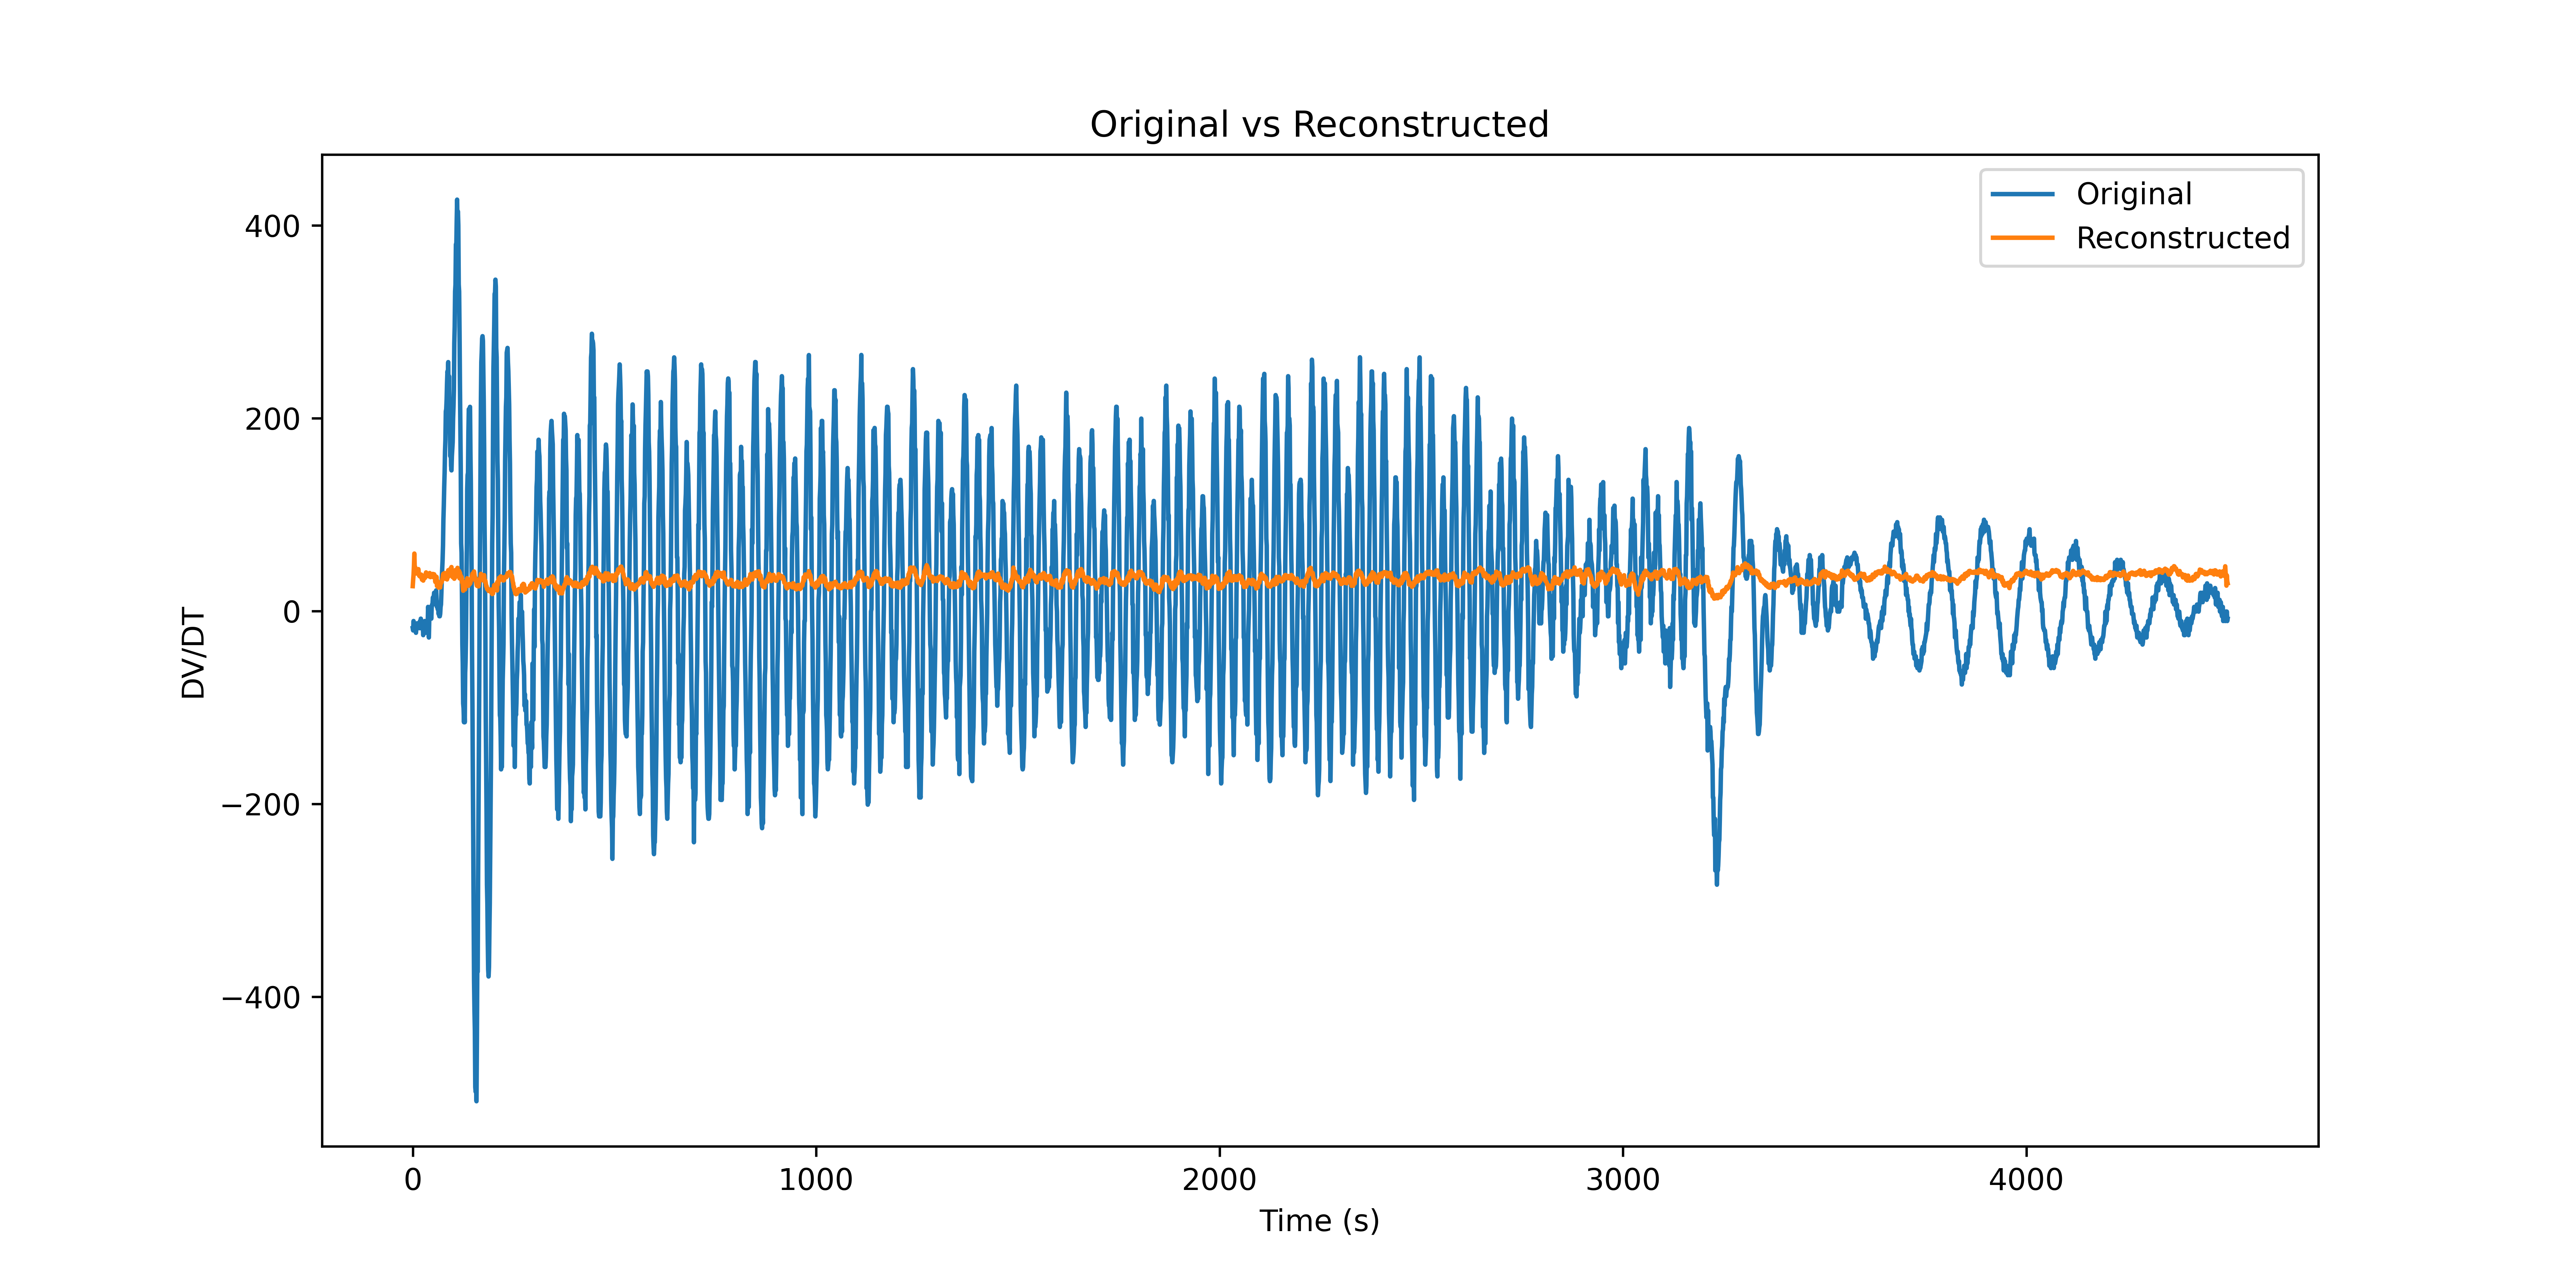 Original vs Reconstructed
Original
Reconstructed
400
200
0
−200
−400
DV/DT
0 1000 2000 3000 4000
Time (s)